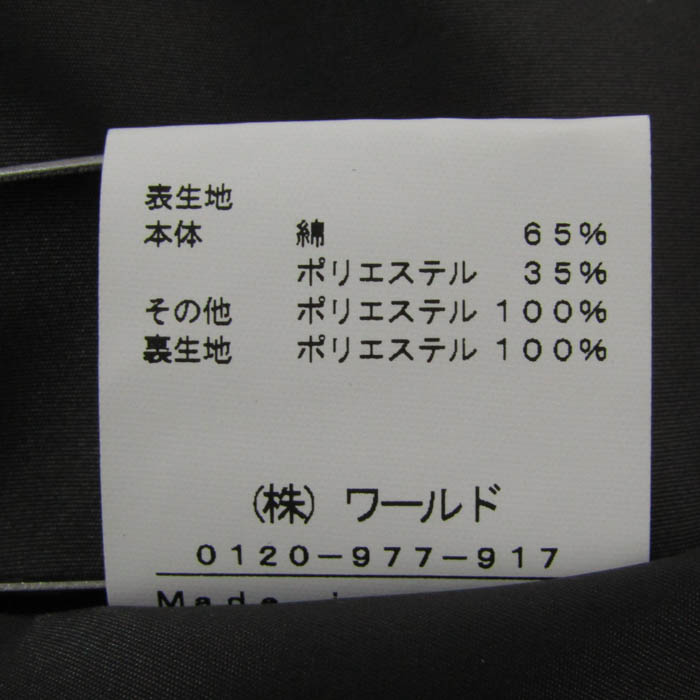 表生地
本体 綿 65%
ポリエステル 35%
その他 ポリエステル 100%
裏生地 ポリエステル 100%
(株) ワールド
0120-977-917
Made